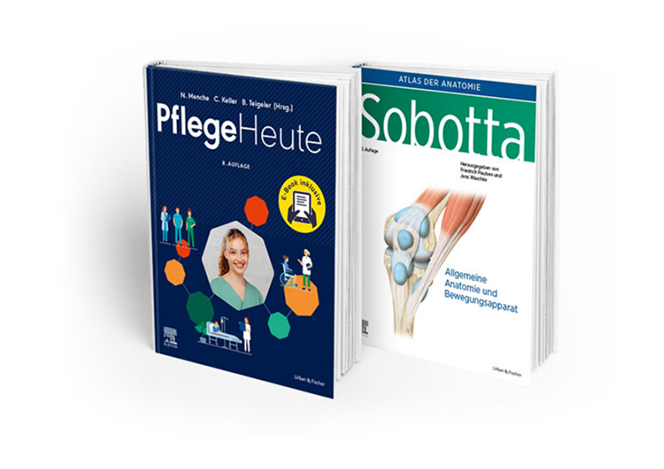 N. Menche C. Keller B. Teigeler (Hrsg.)
PflegeHeute
8. AUFLAGE
E-Book inklusive
ELSEVIER
Urban & Fischer
ATLAS DER ANATOMIE
Sobotta
Auflage
Herausgegeben von
Friedrich Paulsen und
Jens Waschke
Allgemeine
Anatomie und
Bewegungsapparat
Urban & Fischer